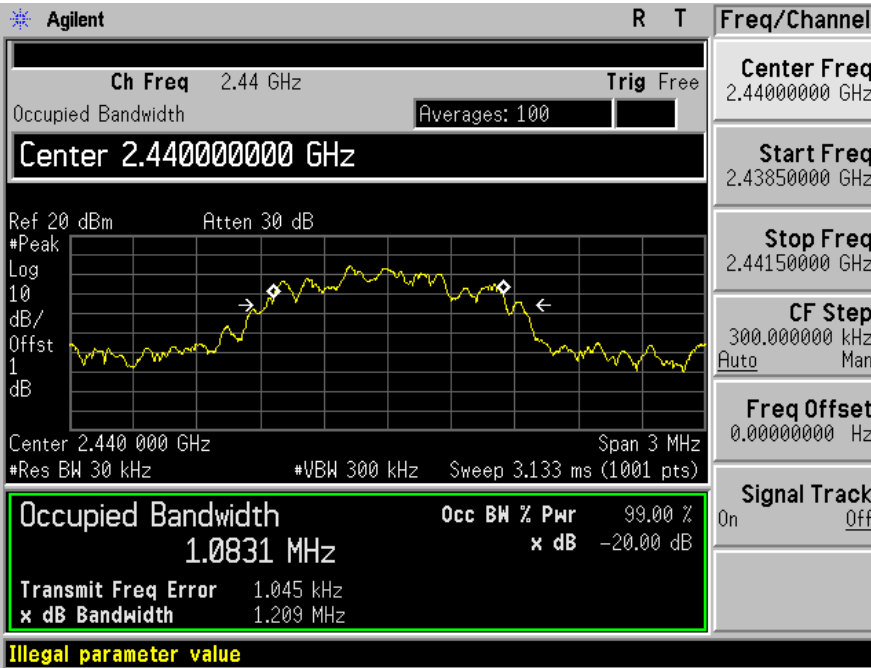 Agilent R T
Freq/Channel
Ch Freq 2.44 GHz Trig Free
Occupied Bandwidth Averages: 100
Center 2.440000000 GHz
Ref 20 dBm Atten 30 dB
#Peak
Log
10
dB/
Offst
1
dB
Center 2.440 000 GHz Span 3 MHz
#Res BW 30 kHz #VBW 300 kHz Sweep 3.133 ms (1001 pts)
Occupied Bandwidth Occ BW % Pwr 99.00 %
1.0831 MHz x dB -20.00 dB
Transmit Freq Error 1.045 kHz
x dB Bandwidth 1.209 MHz
Illegal parameter value
Center Freq
2.44000000 GHz
Start Freq
2.43850000 GHz
Stop Freq
2.44150000 GHz
CF Step
300.000000 kHz
Auto Man
Freq Offset
0.00000000 Hz
Signal Track
On Off